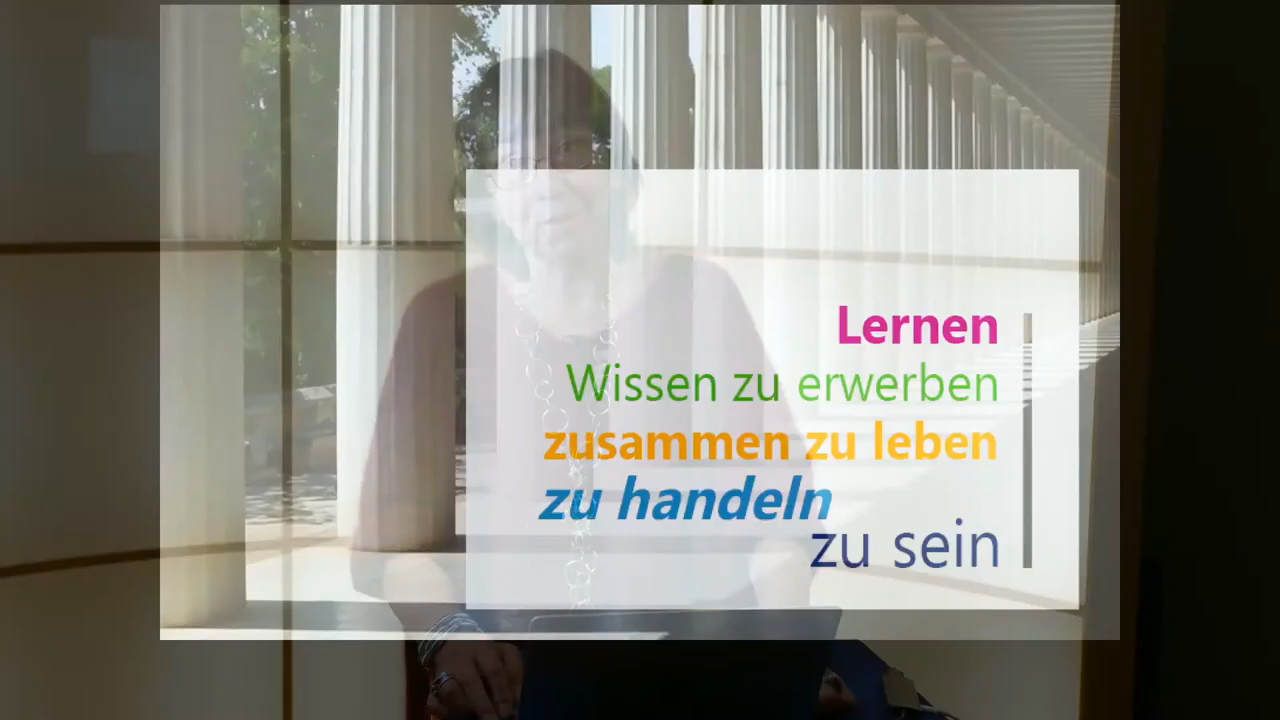 Lernen
Wissen zu erwerben
zusammen zu leben
zu handeln
zu sein